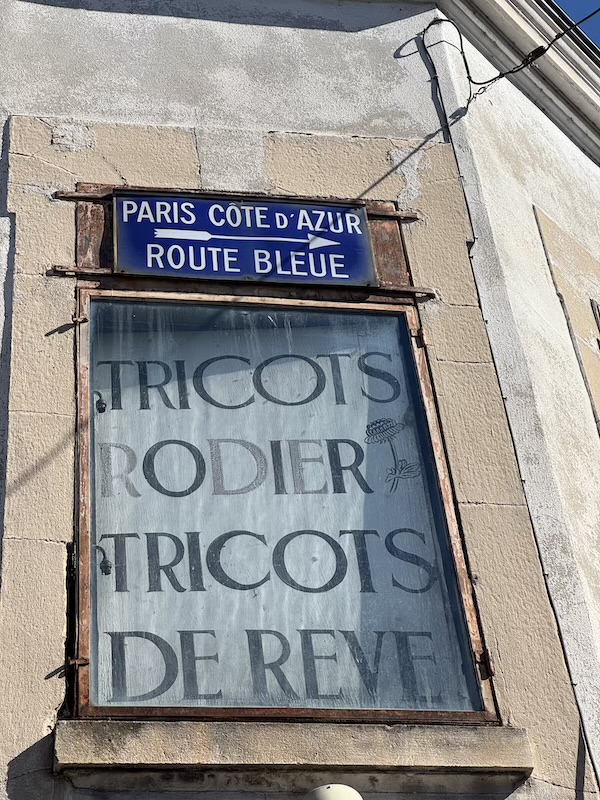 PARIS CÔTE D'AZUR
ROUTE BLEUE
TRICOTS
RODIER
TRICOTS
DE REVE